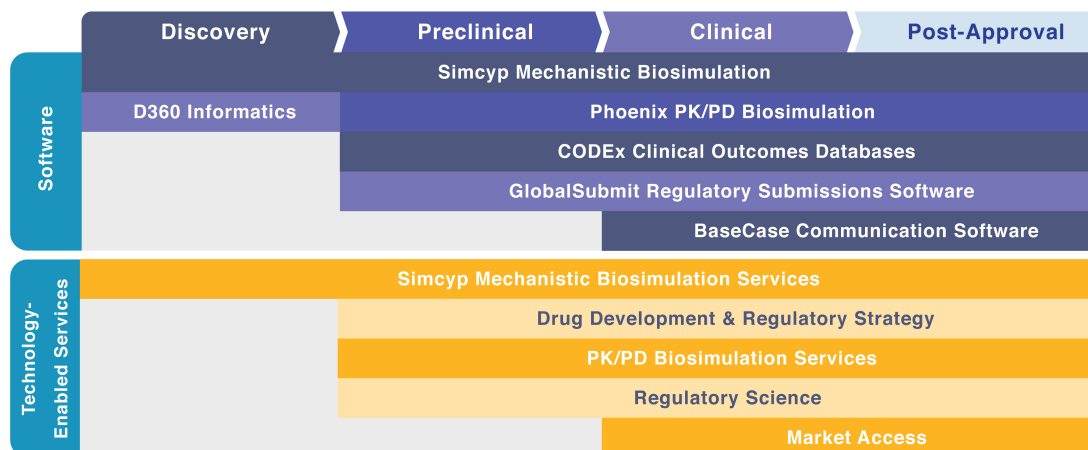 Discovery
Preclinical
Clinical
Post-Approval
Software
Simcyp Mechanistic Biosimulation
D360 Informatics
Phoenix PK/PD Biosimulation
CODEx Clinical Outcomes Databases
GlobalSubmit Regulatory Submissions Software
BaseCase Communication Software
Technology-
Enabled Services
Simcyp Mechanistic Biosimulation Services
Drug Development & Regulatory Strategy
PK/PD Biosimulation Services
Regulatory Science
Market Access